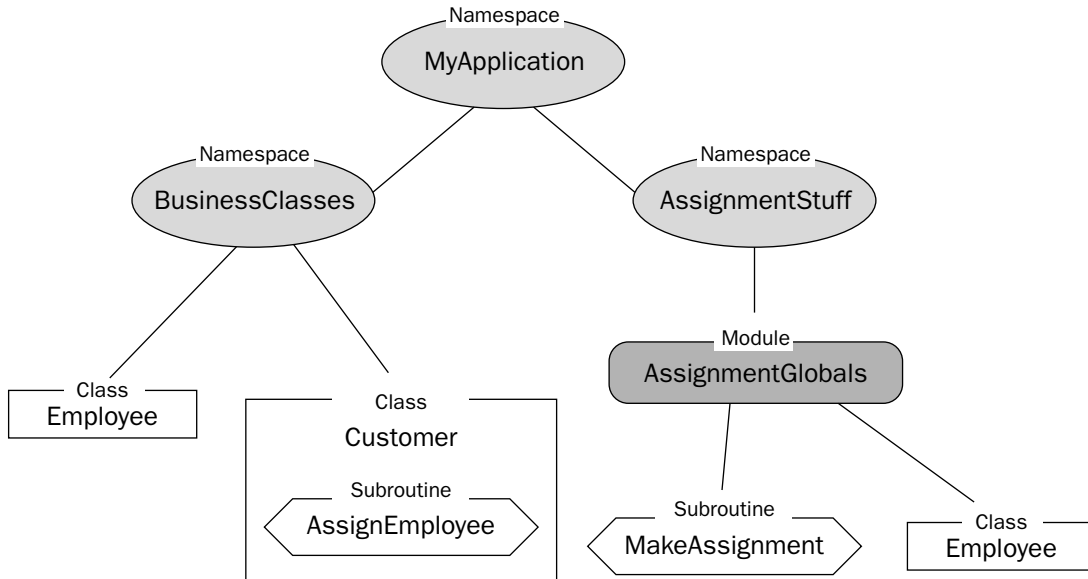 Namespace
MyApplication
Namespace
BusinessClasses
Namespace
AssignmentStuff
Module
AssignmentGlobals
Class
Employee
Class
Customer
Subroutine
AssignEmployee
Subroutine
MakeAssignment
Class
Employee